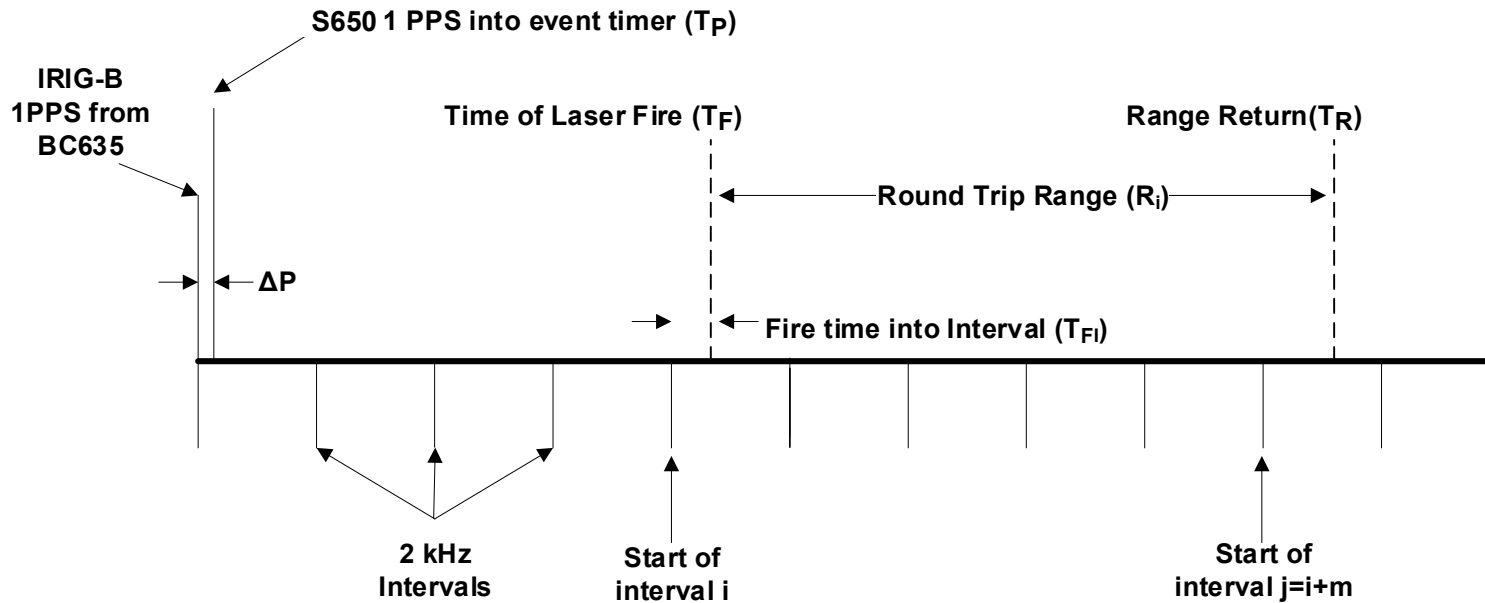 S650 1 PPS into event timer (TP)
IRIG-B
1PPS from
BC635
Time of Laser Fire (TF)
Range Return(TR)
Round Trip Range (Ri)
ΔP
Fire time into Interval (TFI)
2 kHz
Intervals
Start of
interval i
Start of
interval j=i+m